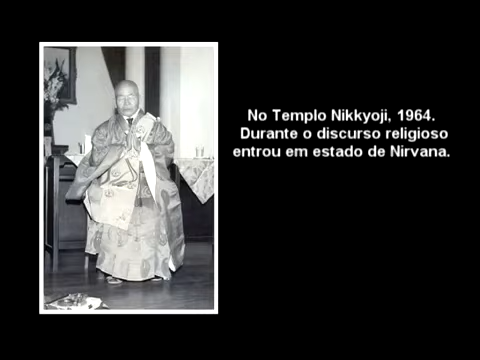 No Templo Nikkyoji, 1964.
Durante o discurso religioso
entrou em estado de Nirvana.